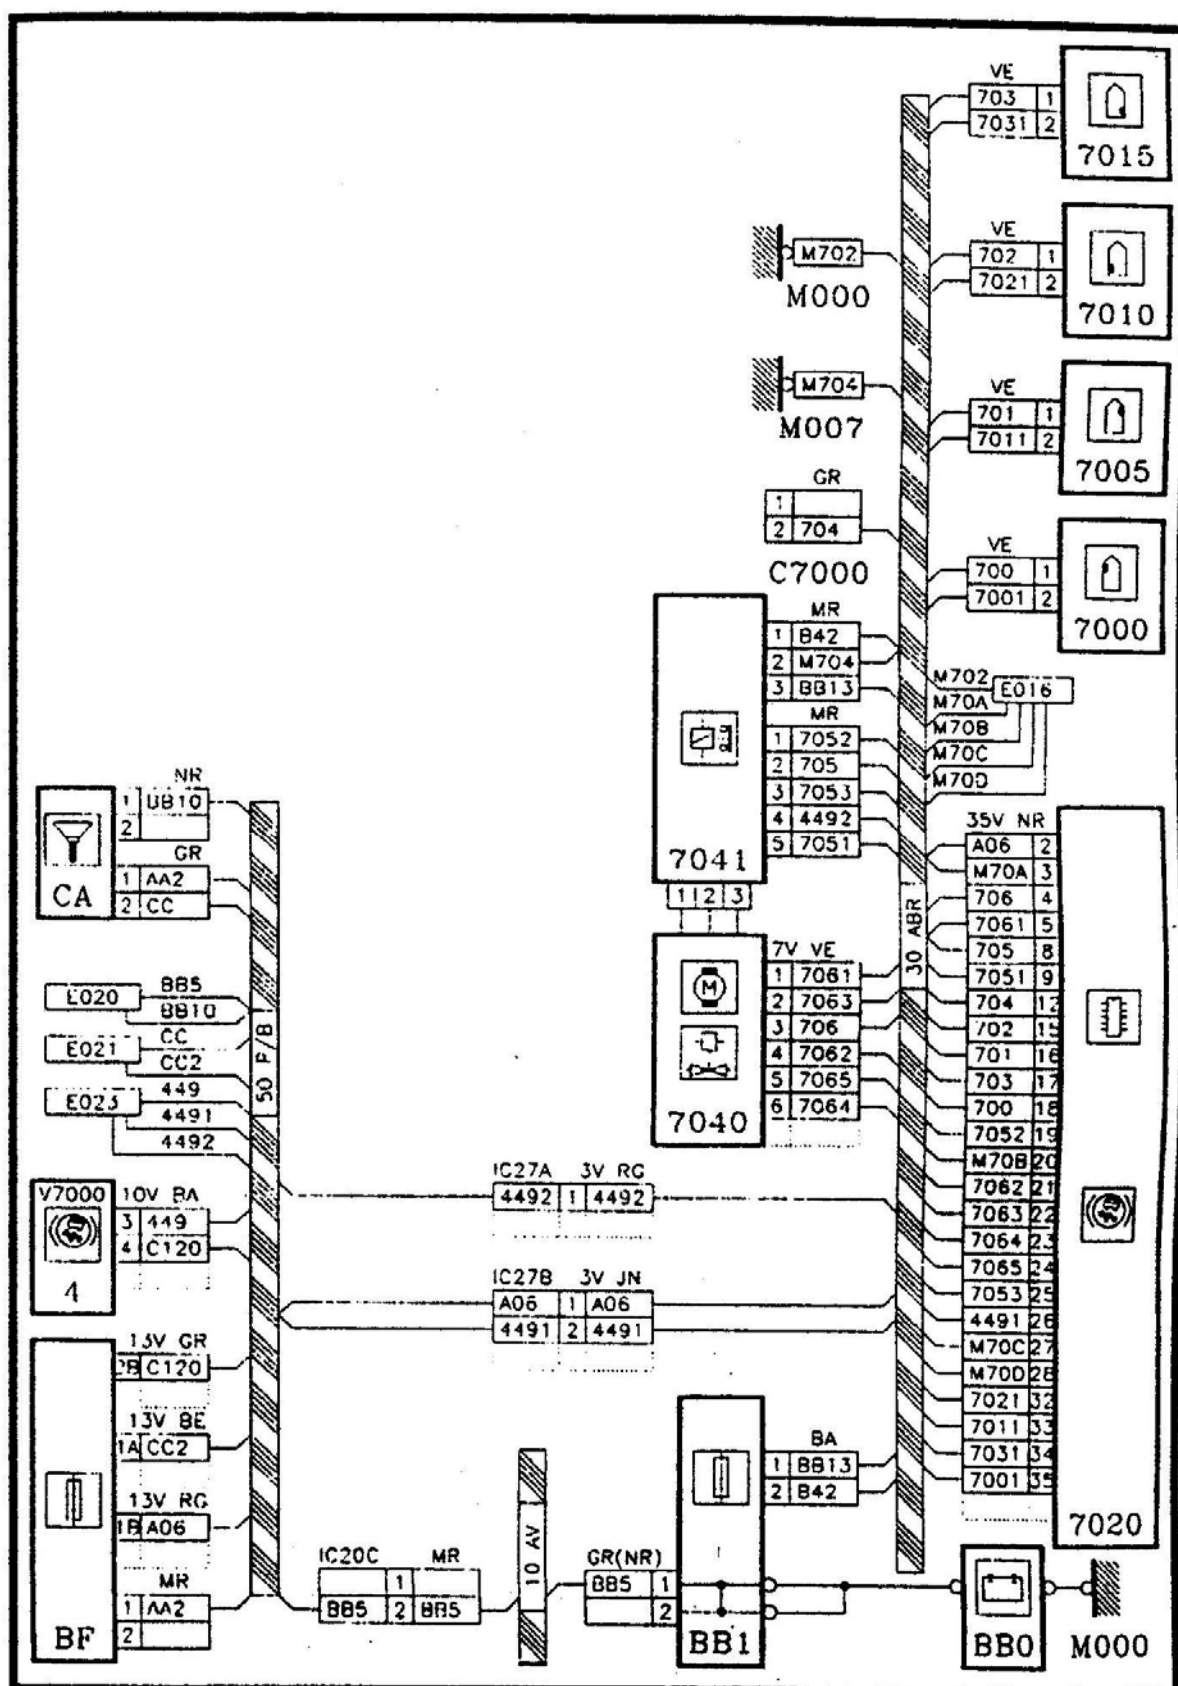 VE
703 1
7031 2
7015
VE
702 1
7021 2
7010
M702
M000
VE
701 1
7011 2
7005
M704
M007
GR
1
2 704
C7000
VE
700 1
7001 2
7000
MR
1 B42
2 M704
3 BB13
MR
1 7052
2 705
3 7053
4 4492
5 7051
7041
1 2 3
M702
E016
M70A
M70B
M70C
M70D
NR
1 BB10
2
GR
1 AA2
2 CC
CA
30 ABR
35V NR
A06 2
M70A 3
706 4
7061 5
705 8
7051 9
704 12
702 15
701 16
703 17
700 18
7052 19
M70B 20
7062 21
7063 22
7064 23
7065 24
7053 25
4491 26
M70C 27
M70D 28
7021 32
7011 33
7031 34
7001 35
7020
7V VE
1 7061
2 7063
3 706
4 7062
5 7065
6 7064
M
7040
E020
BB5
BB10
E021
CC
CC2
E023
449
4491
4492
50 P/B
V7000
10V BA
3 449
4 C120
4
IC27A 3V RG
4492 1 4492
IC27B 3V JN
A06 1 A06
4491 2 4491
13V GR
2B C120
13V BE
1A CC2
13V RG
1B A06
MR
1 AA2
2
BF
IC20C MR
1
BB5 2 BB5
10 AV
GR(NR)
BB5 1
2
BA
1 BB13
2 B42
BB1
BB0
M000